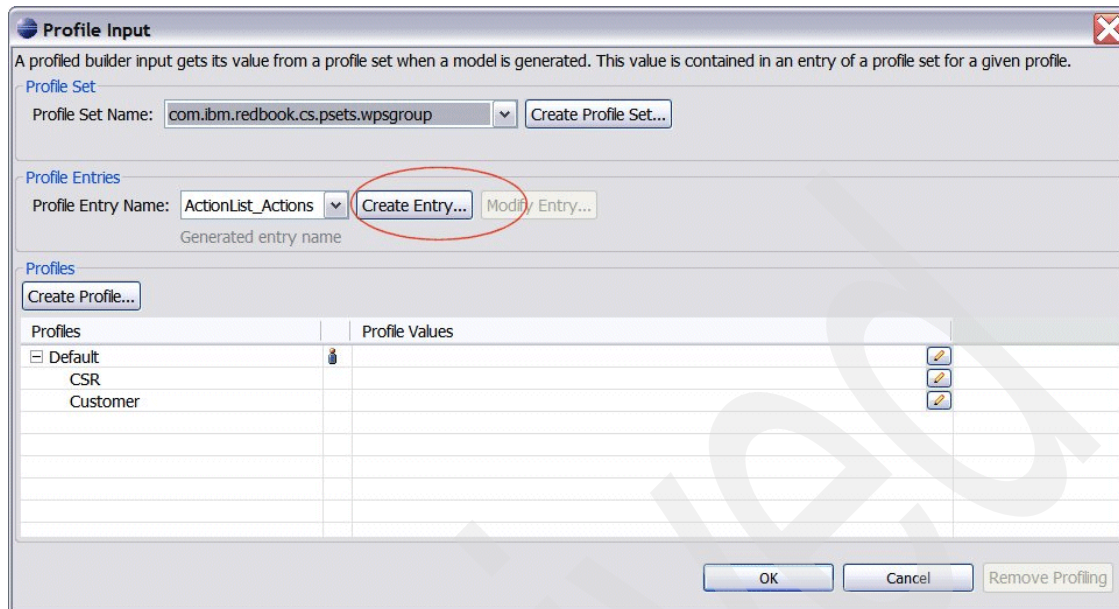 Profile Input
A profiled builder input gets its value from a profile set when a model is generated. This value is contained in an entry of a profile set for a given profile.
Profile Set
Profile Set Name: com.ibm.redbook.cs.psets.wpsgroup Create Profile Set...
Profile Entries
Profile Entry Name: ActionList_Actions Create Entry... Modify Entry...
Generated entry name
Profiles
Create Profile...
Profiles Profile Values
Default
CSR
Customer
OK Cancel Remove Profiling